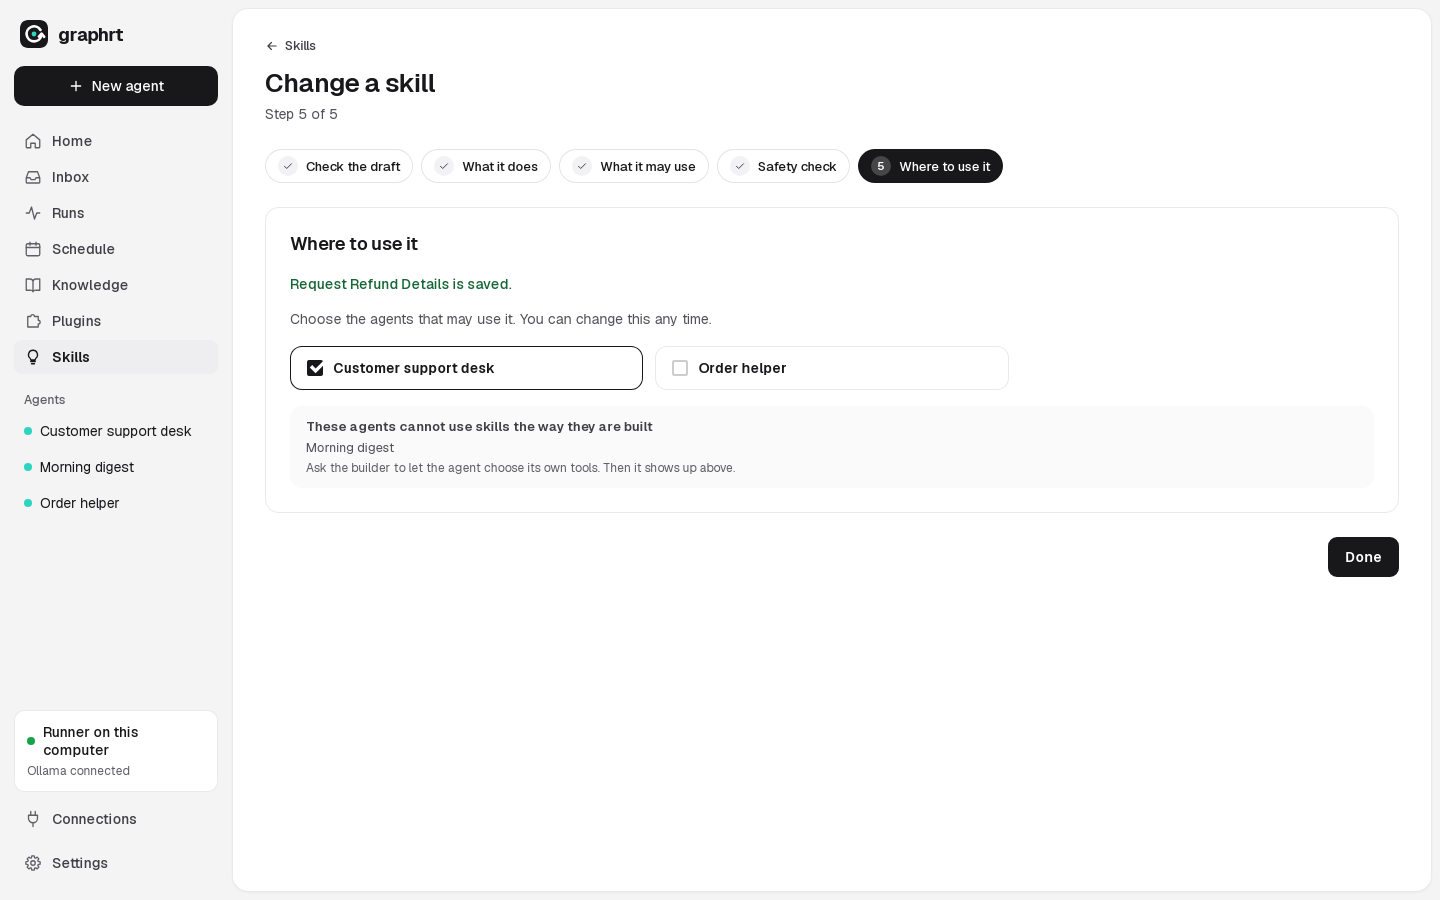 graphrt
New agent
Home
Inbox
Runs
Schedule
Knowledge
Plugins
Skills
Agents
Customer support desk
Morning digest
Order helper
Runner on this
computer
Ollama connected
Connections
Settings
Skills
Change a skill
Step 5 of 5
Check the draft
What it does
What it may use
Safety check
5 Where to use it
Where to use it
Request Refund Details is saved.
Choose the agents that may use it. You can change this any time.
Customer support desk
Order helper
These agents cannot use skills the way they are built
Morning digest
Ask the builder to let the agent choose its own tools. Then it shows up above.
Done